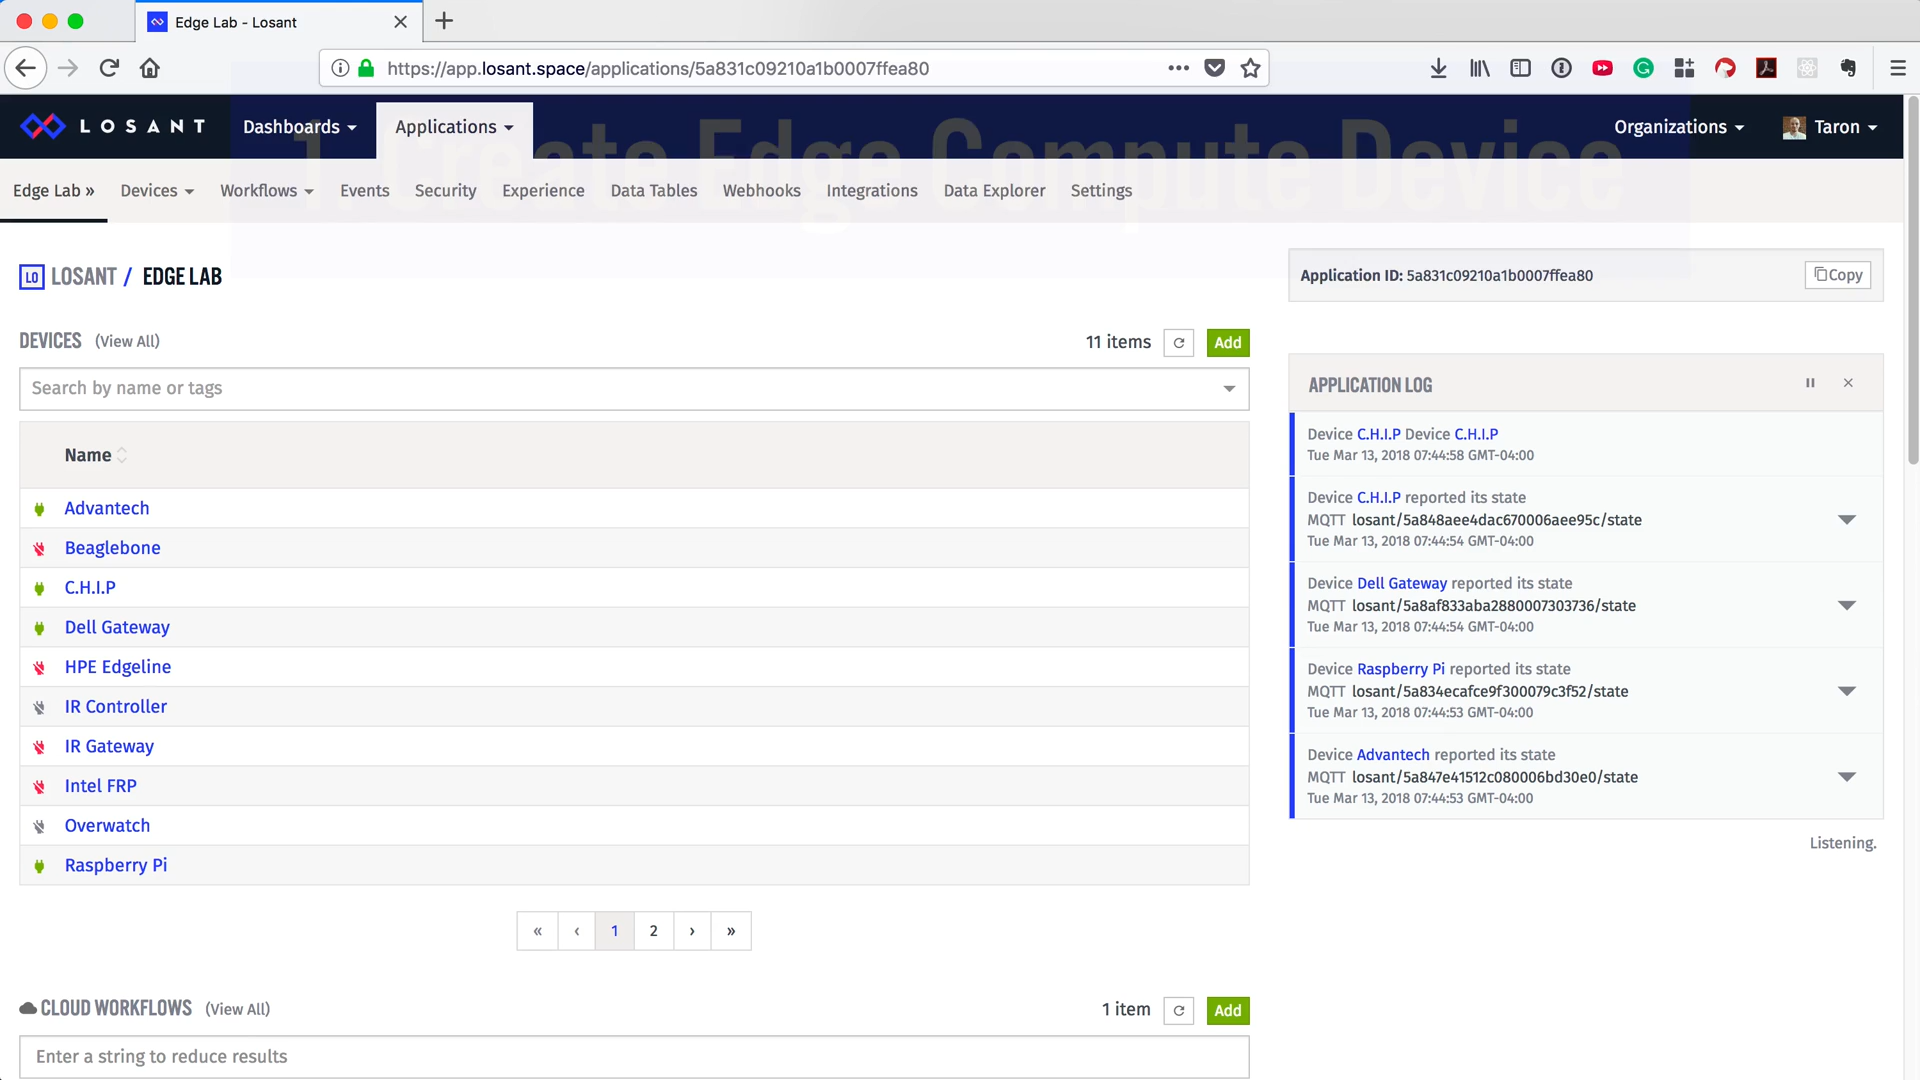 Edge Lab - Losant
https://app.losant.space/applications/5a831c09210a1b0007ffea80
LOSANT
Dashboards
Applications
Organizations
Taron
1. Create Edge Compute Device
Edge Lab »
Devices
Workflows
Events
Security
Experience
Data Tables
Webhooks
Integrations
Data Explorer
Settings
LO LOSANT / EDGE LAB
DEVICES (View All)
11 items
Add
Search by name or tags
Name
Advantech
Beaglebone
C.H.I.P
Dell Gateway
HPE Edgeline
IR Controller
IR Gateway
Intel FRP
Overwatch
Raspberry Pi
« ‹ 1 2 › »
CLOUD WORKFLOWS (View All)
1 item
Add
Enter a string to reduce results
Application ID: 5a831c09210a1b0007ffea80
Copy
APPLICATION LOG
Device C.H.I.P Device C.H.I.P
Tue Mar 13, 2018 07:44:58 GMT-04:00
Device C.H.I.P reported its state
MQTT losant/5a848aee4dac670006aee95c/state
Tue Mar 13, 2018 07:44:54 GMT-04:00
Device Dell Gateway reported its state
MQTT losant/5a8af833aba2880007303736/state
Tue Mar 13, 2018 07:44:54 GMT-04:00
Device Raspberry Pi reported its state
MQTT losant/5a834ecafce9f300079c3f52/state
Tue Mar 13, 2018 07:44:53 GMT-04:00
Device Advantech reported its state
MQTT losant/5a847e41512c080006bd30e0/state
Tue Mar 13, 2018 07:44:53 GMT-04:00
Listening.